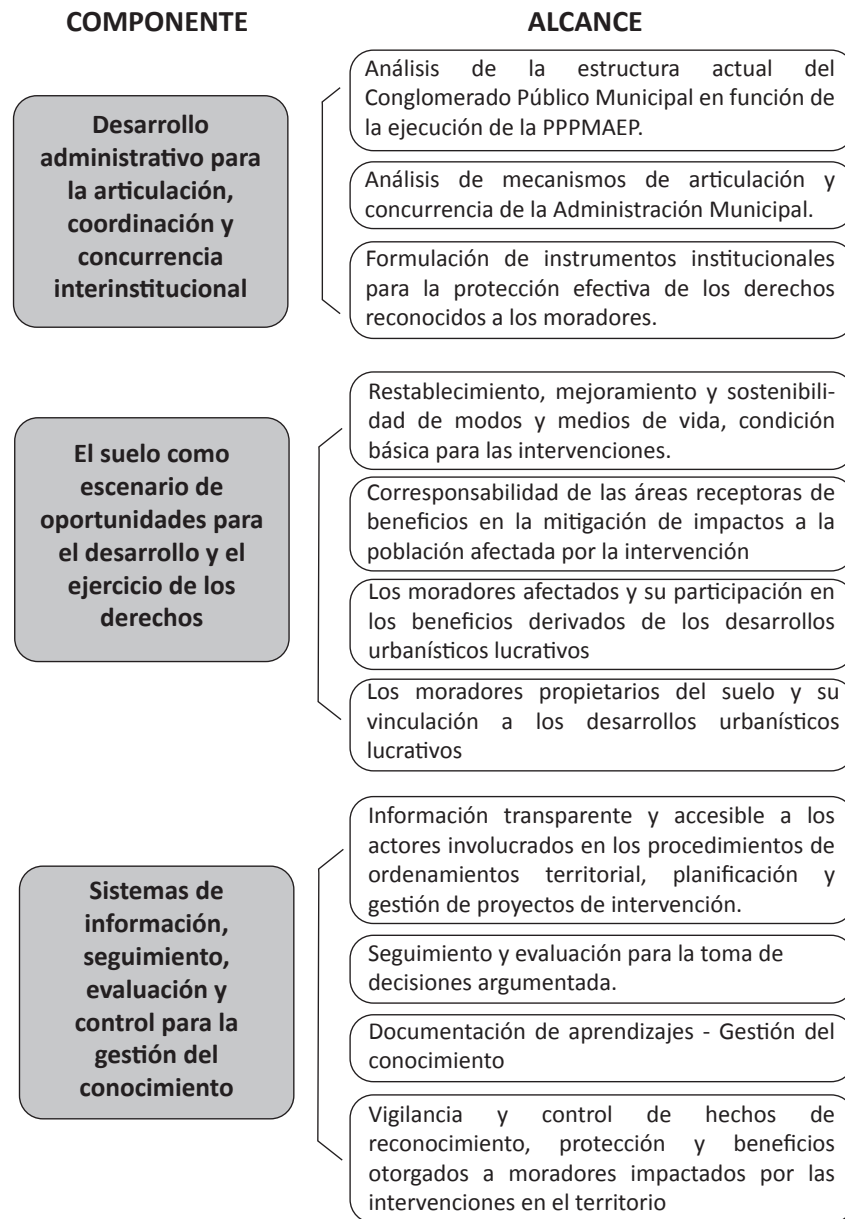 COMPONENTE
ALCANCE
Desarrollo
administrativo para
la articulación,
coordinación y
concurrencia
interinstitucional
Análisis de la estructura actual del
Conglomerado Público Municipal en función de
la ejecución de la PPPMAEP.
Análisis de mecanismos de articulación y
concurrencia de la Administración Municipal.
Formulación de instrumentos institucionales
para la protección efectiva de los derechos
reconocidos a los moradores.
El suelo como
escenario de
oportunidades para
el desarrollo y el
ejercicio de los
derechos
Restablecimiento, mejoramiento y sostenibili-
dad de modos y medios de vida, condición
básica para las intervenciones.
Corresponsabilidad de las áreas receptoras de
beneficios en la mitigación de impactos a la
población afectada por la intervención
Los moradores afectados y su participación en
los beneficios derivados de los desarrollos
urbanísticos lucrativos
Los moradores propietarios del suelo y su
vinculación a los desarrollos urbanísticos
lucrativos
Sistemas de
información,
seguimiento,
evaluación y
control para la
gestión del
conocimiento
Información transparente y accesible a los
actores involucrados en los procedimientos de
ordenamientos territorial, planificación y
gestión de proyectos de intervención.
Seguimiento y evaluación para la toma de
decisiones argumentada.
Documentación de aprendizajes - Gestión del
conocimiento
Vigilancia y control de hechos de
reconocimiento, protección y beneficios
otorgados a moradores impactados por las
intervenciones en el territorio